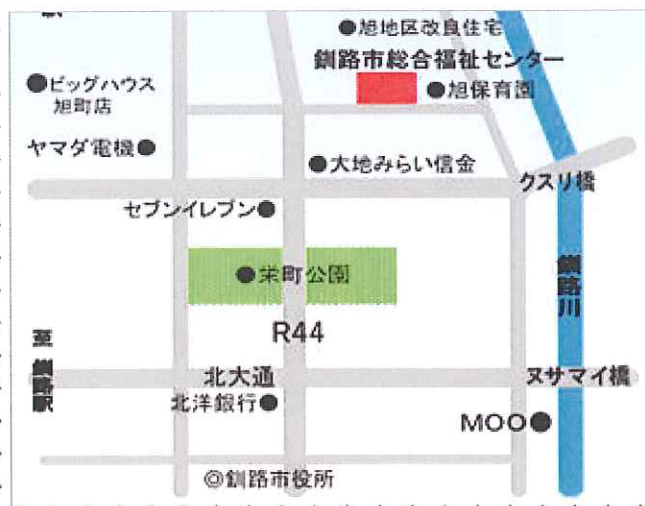 ●旭地区改良住宅
釧路市総合福祉センター
●ビッグハウス
旭町店
●旭保育園
ヤマダ電機●
●大地みらい信金
クスリ橋
セブンイレブン●
●栄町公園
釧路川
R44
至 釧路駅
北大通
ヌサマイ橋
北洋銀行●
MOO●
◎釧路市役所